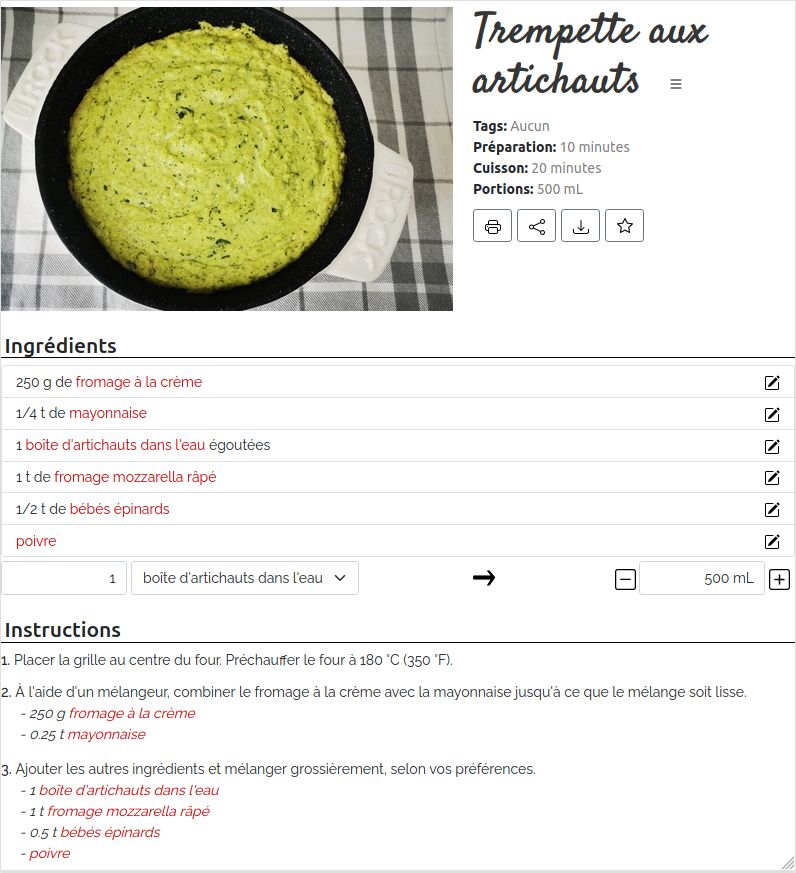 Trempette aux
artichauts
Tags: Aucun
Préparation: 10 minutes
Cuisson: 20 minutes
Portions: 500 mL
ROCK
ROCK
Ingrédients
250 g de fromage à la crème
1/4 t de mayonnaise
1 boîte d'artichauts dans l'eau égoutées
1 t de fromage mozzarella râpé
1/2 t de bébés épinards
poivre
1 boîte d'artichauts dans l'eau 500 mL
Instructions
1. Placer la grille au centre du four. Préchauffer le four à 180 °C (350 °F).
2. À l'aide d'un mélangeur, combiner le fromage à la crème avec la mayonnaise jusqu'à ce que le mélange soit lisse.
- 250 g fromage à la crème
- 0.25 t mayonnaise
3. Ajouter les autres ingrédients et mélanger grossièrement, selon vos préférences.
- 1 boîte d'artichauts dans l'eau
- 1 t fromage mozzarella râpé
- 0.5 t bébés épinards
- poivre